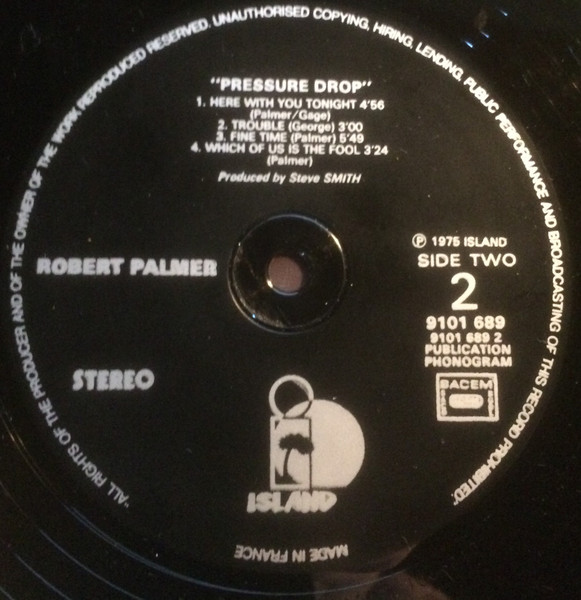 "ALL RIGHTS OF THE PRODUCER AND OF THE OWNER OF THE WORK REPRODUCED RESERVED. UNAUTHORISED COPYING, HIRING, LENDING, PUBLIC PERFORMANCE AND BROADCASTING OF THIS RECORD PROHIBITED"
"PRESSURE DROP"
1. HERE WITH YOU TONIGHT 4'56
(Palmer/Gage)
2. TROUBLE (George) 3'00
3. FINE TIME (Palmer) 5'49
4. WHICH OF US IS THE FOOL 3'24
(Palmer)
Produced by Steve SMITH
ROBERT PALMER
STEREO
℗ 1975 ISLAND
SIDE TWO
2
9101 689
9101 689 2
PUBLICATION
PHONOGRAM
SACEM
ISLAND
MADE IN FRANCE